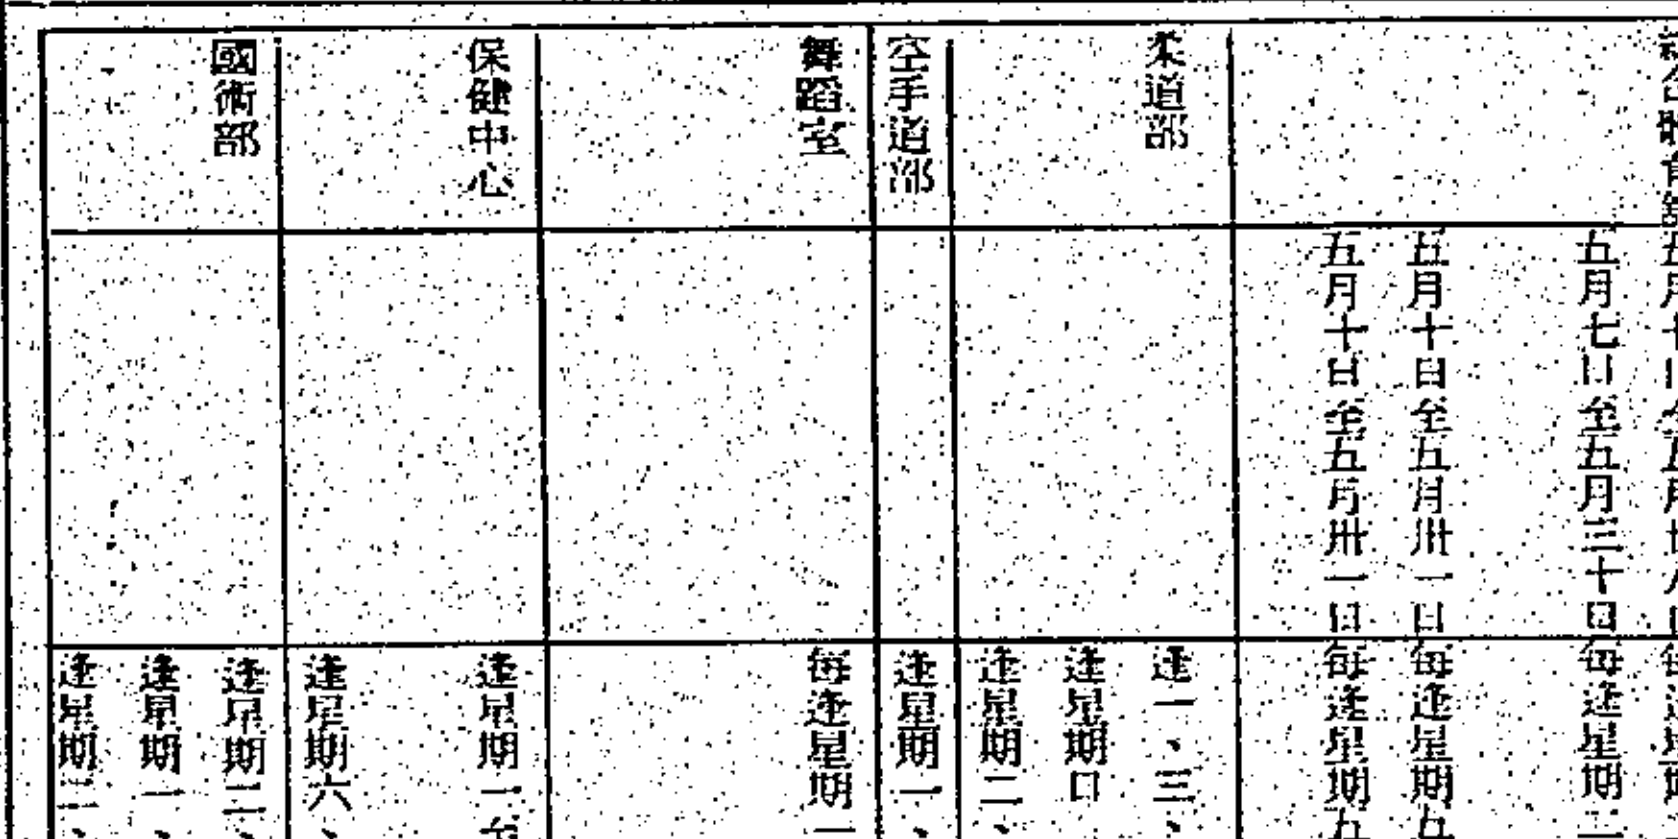 五月七日至五月三十日每逢星期二
五月十日至五月卅一日每逢星期五
五月十日至五月卅一日每逢星期五
柔道部
逢一、三、
逢星期日
逢星期二、
空手道部
逢星期一、
舞蹈室
每逢星期一
保健中心
逢星期一至
逢星期六、
國術部
逢星期二、
逢星期一、
逢星期三、